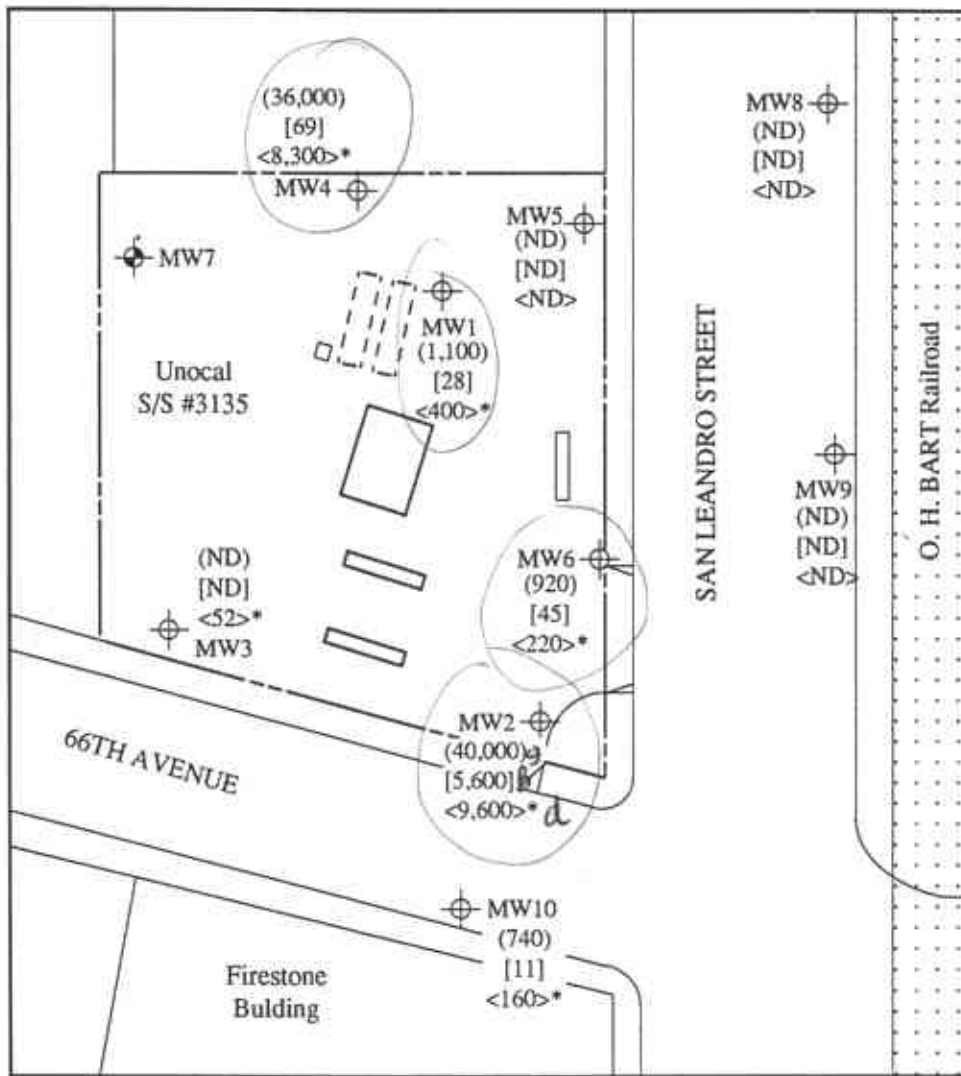 (36,000)
[69]
<8,300>*
MW4
MW8
(ND)
[ND]
<ND>
MW5
(ND)
[ND]
<ND>
MW7
MW1
(1,100)
[28]
<400>*
Unocal
S/S #3135
SAN LEANDRO STREET
O. H. BART Railroad
MW9
(ND)
[ND]
<ND>
MW6
(920)
[45]
<220>*
(ND)
[ND]
<52>*
MW3
MW2
(40,000)
[5,600]
<9,600>*
d
66TH AVENUE
MW10
(740)
[11]
<160>*
Firestone
Bulding